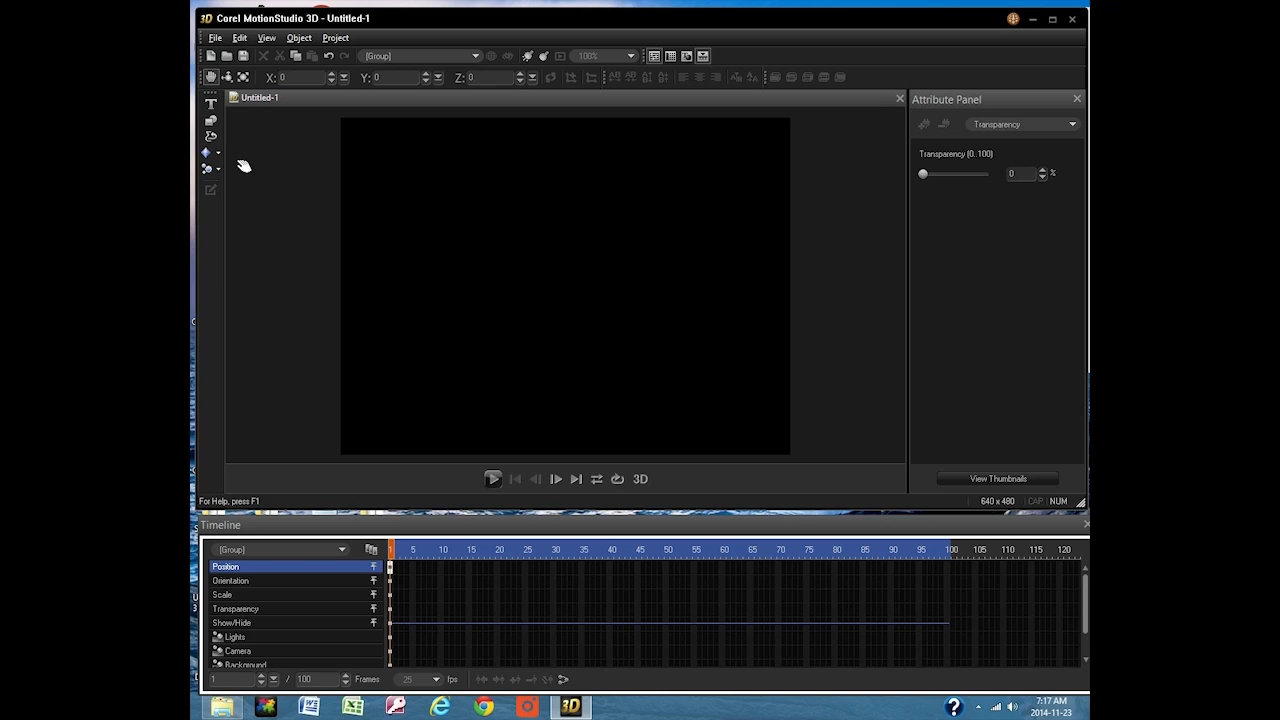 3D Corel MotionStudio 3D - Untitled-1
File Edit View Object Project
[Group] 100%
X: 0 Y: 0 Z: 0
T Untitled-1
Attribute Panel
Transparency
Transparency (0..100)
0 %
View Thumbnails
3D
For Help, press F1 640 x 480 CAP NUM
Timeline
[Group] 1 5 10 15 20 25 30 35 40 45 50 55 60 65 70 75 80 85 90 95 100 105 110 115 120
Position
Orientation
Scale
Transparency
Show/Hide
Lights
Camera
Background
1 / 100 Frames 25 fps
3D
7:17 AM
2014-11-23